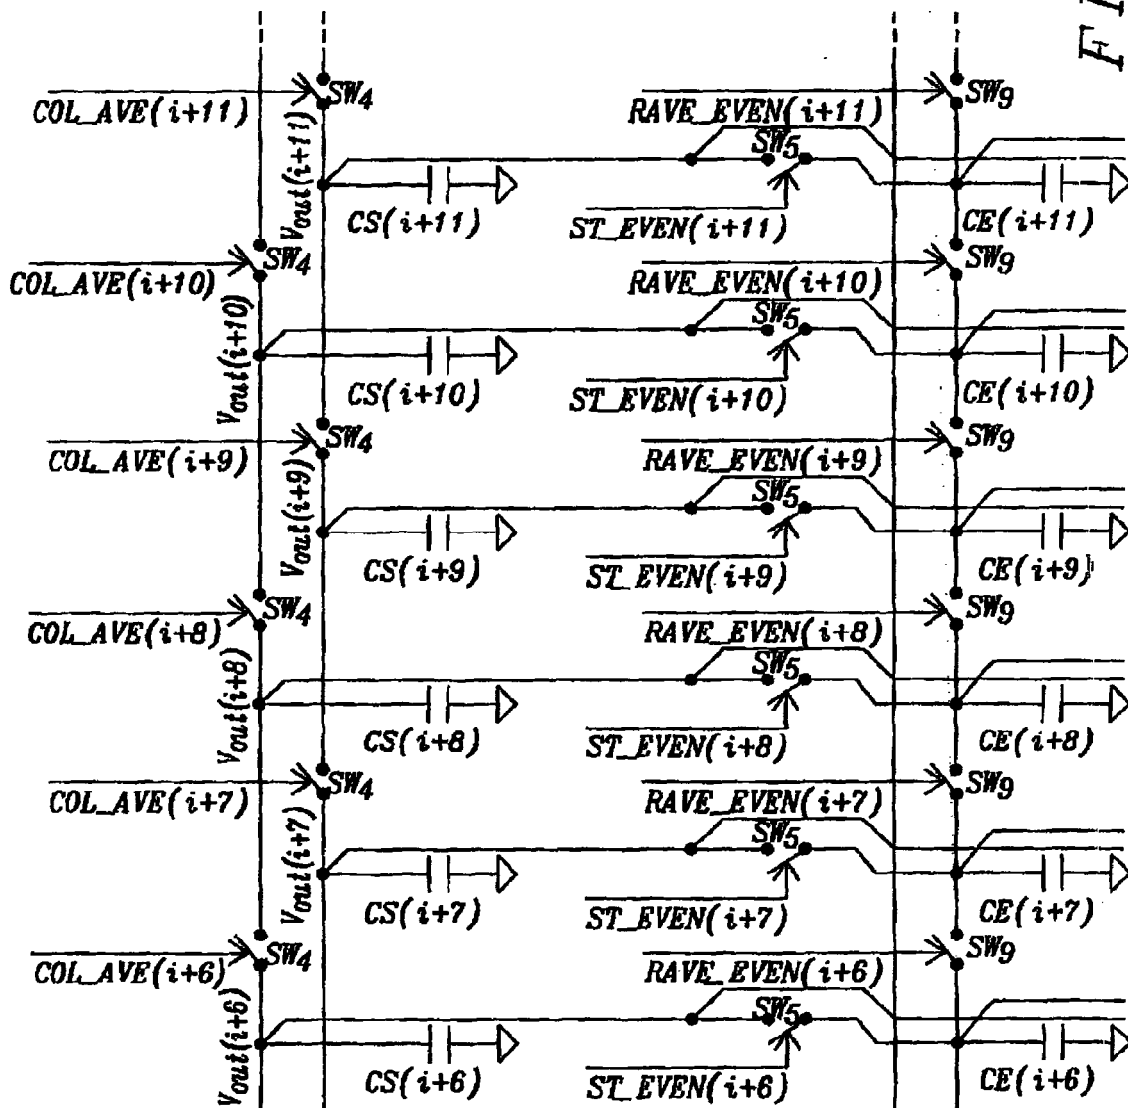 FI
SW4
SW9
COL_AVE(i+11)
RAVE_EVEN(i+11)
Vout(i+11)
SW5
CS(i+11)
ST_EVEN(i+11)
CE(i+11)
SW4
SW9
COL_AVE(i+10)
RAVE_EVEN(i+10)
Vout(i+10)
SW5
CS(i+10)
ST_EVEN(i+10)
CE(i+10)
SW4
SW9
COL_AVE(i+9)
RAVE_EVEN(i+9)
Vout(i+9)
SW5
CS(i+9)
ST_EVEN(i+9)
CE(i+9)
SW4
SW9
COL_AVE(i+8)
RAVE_EVEN(i+8)
Vout(i+8)
SW5
CS(i+8)
ST_EVEN(i+8)
CE(i+8)
SW4
SW9
COL_AVE(i+7)
RAVE_EVEN(i+7)
Vout(i+7)
SW5
CS(i+7)
ST_EVEN(i+7)
CE(i+7)
SW4
SW9
COL_AVE(i+6)
RAVE_EVEN(i+6)
Vout(i+6)
SW5
CS(i+6)
ST_EVEN(i+6)
CE(i+6)